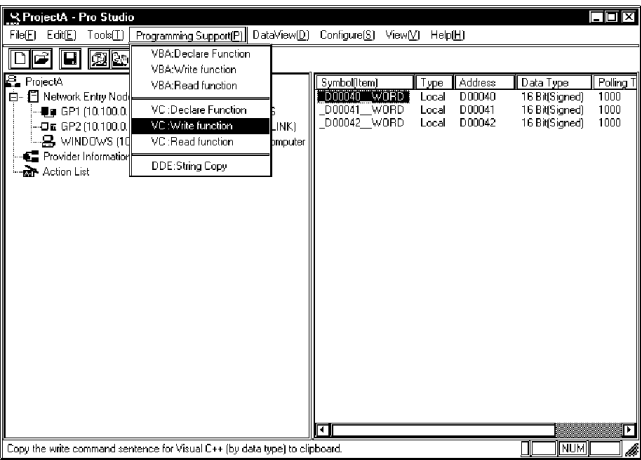 ProjectA - Pro Studio
File(F) Edit(E) Tools(T) Programming Support(P) DataView(D) Configure(S) View(V) Help(H)
VBA:Declare Function
VBA:Write function
VBA:Read function
VC :Declare Function
VC :Write function
VC :Read function
DDE:String Copy
ProjectA
Network Entry Nod
GP1 (10.100.0. S
GP2 (10.100.0. LINK)
WINDOWS (10 omputer
Provider Information
Action List
Symbol(Item) Type Address Data Type Polling T
_D00040__WORD Local D00040 16 Bit(Signed) 1000
_D00041__WORD Local D00041 16 Bit(Signed) 1000
_D00042__WORD Local D00042 16 Bit(Signed) 1000
Copy the write command sentence for Visual C++ (by data type) to clipboard. NUM